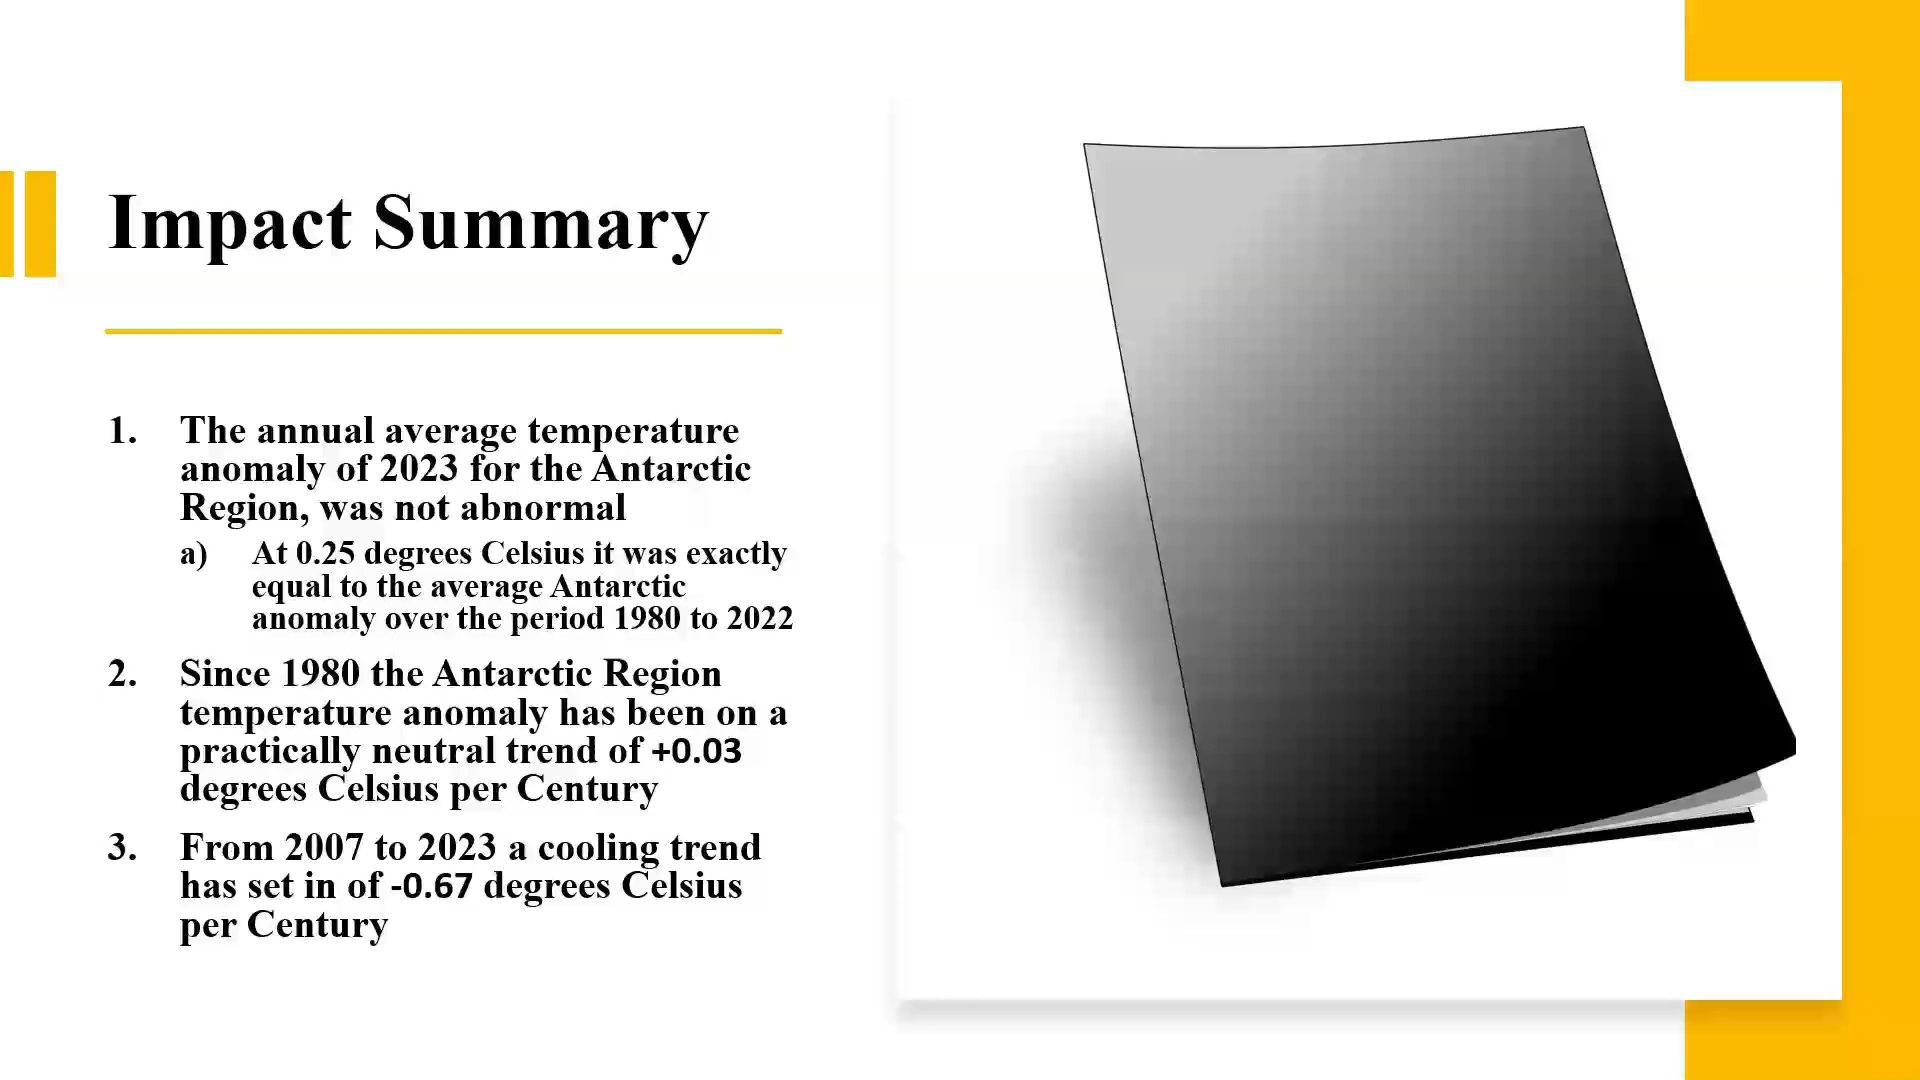 Impact Summary
1. The annual average temperature
anomaly of 2023 for the Antarctic
Region, was not abnormal
a) At 0.25 degrees Celsius it was exactly
equal to the average Antarctic
anomaly over the period 1980 to 2022
2. Since 1980 the Antarctic Region
temperature anomaly has been on a
practically neutral trend of +0.03
degrees Celsius per Century
3. From 2007 to 2023 a cooling trend
has set in of -0.67 degrees Celsius
per Century